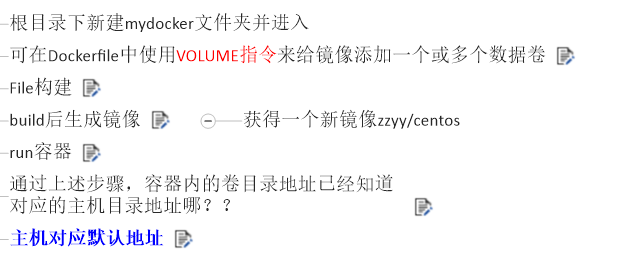 根目录下新建mydocker文件夹并进入
可在Dockerfile中使用VOLUME指令来给镜像添加一个或多个数据卷
File构建
build后生成镜像 获得一个新镜像zzyy/centos
run容器
通过上述步骤，容器内的卷目录地址已经知道
对应的主机目录地址哪？？
主机对应默认地址